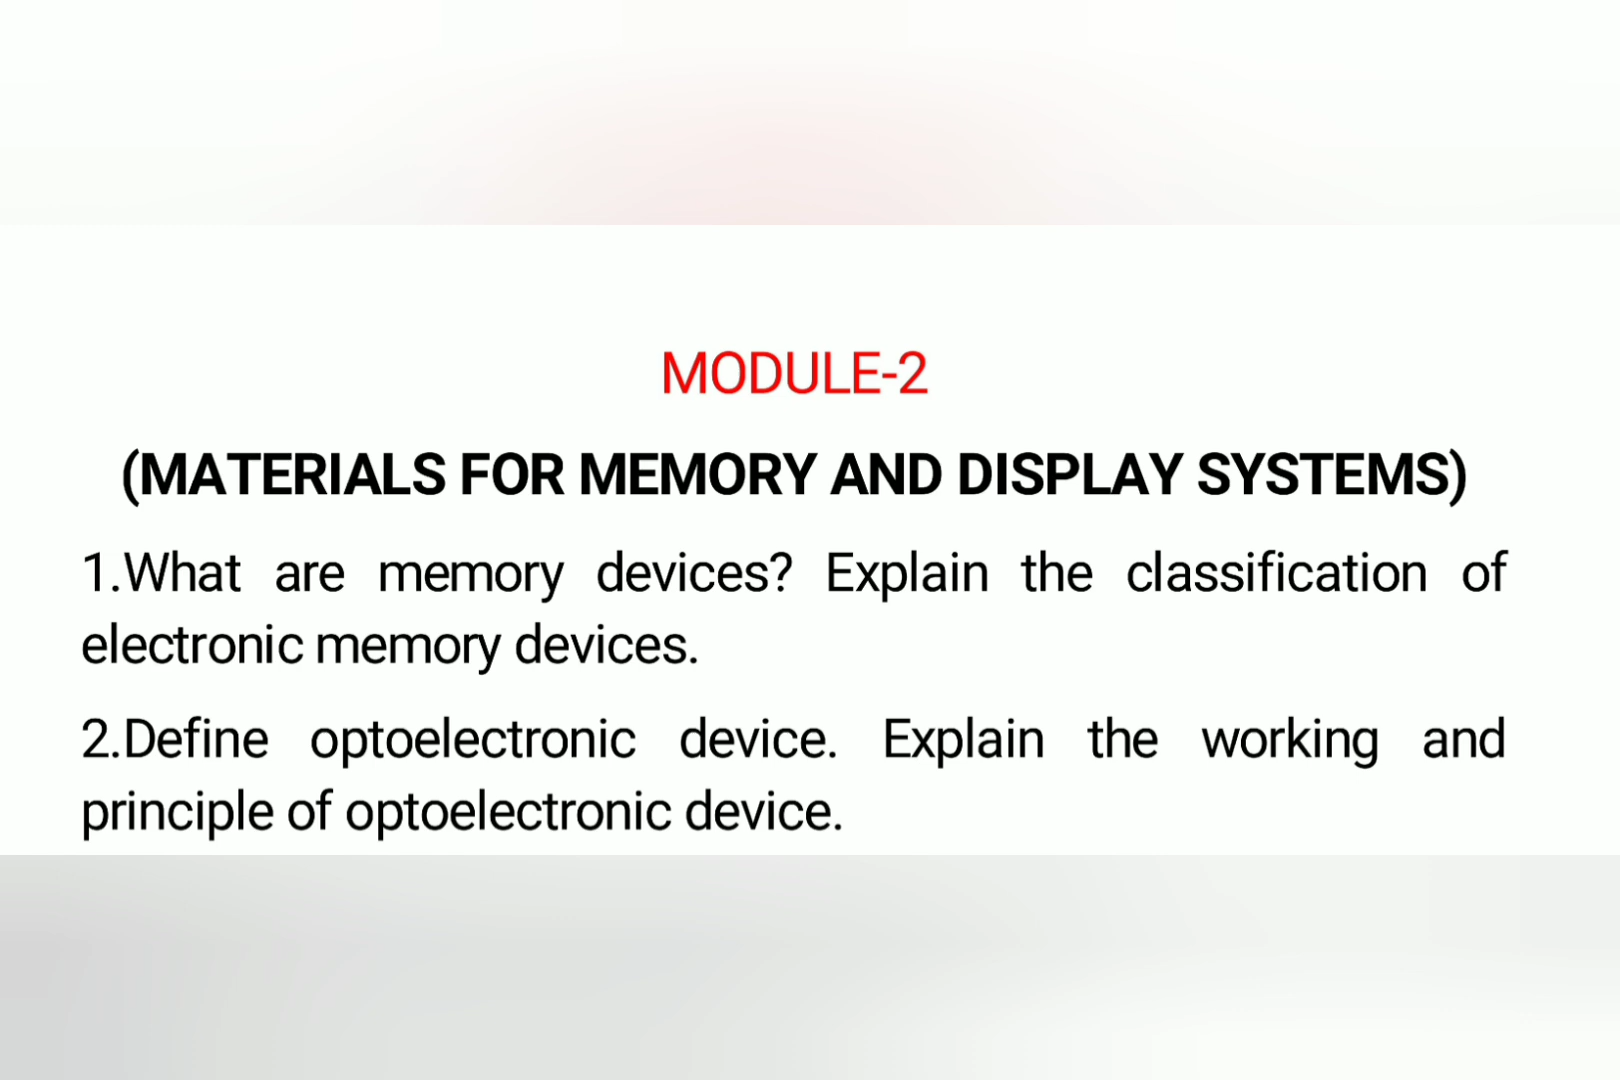 MODULE-2
(MATERIALS FOR MEMORY AND DISPLAY SYSTEMS)
1.What are memory devices? Explain the classification of
electronic memory devices.
2.Define optoelectronic device. Explain the working and
principle of optoelectronic device.